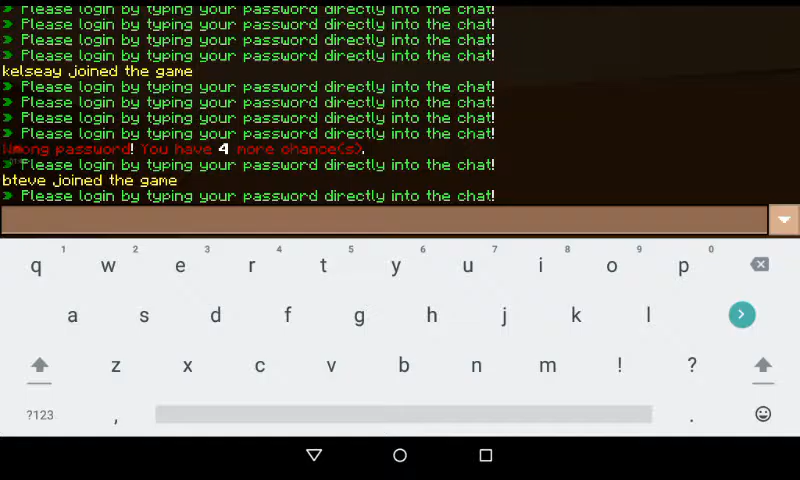 » Please login by typing your password directly into the chat!
» Please login by typing your password directly into the chat!
» Please login by typing your password directly into the chat!
» Please login by typing your password directly into the chat!
kelseay joined the game
» Please login by typing your password directly into the chat!
» Please login by typing your password directly into the chat!
» Please login by typing your password directly into the chat!
» Please login by typing your password directly into the chat!
Wrong password! You have 4 more chance(s).
» Please login by typing your password directly into the chat!
bteve joined the game
» Please login by typing your password directly into the chat!
1 2 3 4 5 6 7 8 9 0
q w e r t y u i o p
a s d f g h j k l
z x c v b n m ! ?
?123 , .